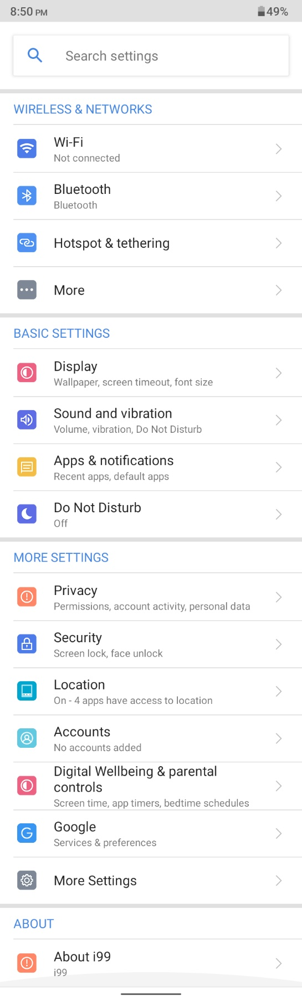 8:50 PM 49%
Search settings
WIRELESS & NETWORKS
Wi-Fi
Not connected
Bluetooth
Bluetooth
Hotspot & tethering
More
BASIC SETTINGS
Display
Wallpaper, screen timeout, font size
Sound and vibration
Volume, vibration, Do Not Disturb
Apps & notifications
Recent apps, default apps
Do Not Disturb
Off
MORE SETTINGS
Privacy
Permissions, account activity, personal data
Security
Screen lock, face unlock
Location
On - 4 apps have access to location
Accounts
No accounts added
Digital Wellbeing & parental
controls
Screen time, app timers, bedtime schedules
Google
Services & preferences
More Settings
ABOUT
About i99
i99